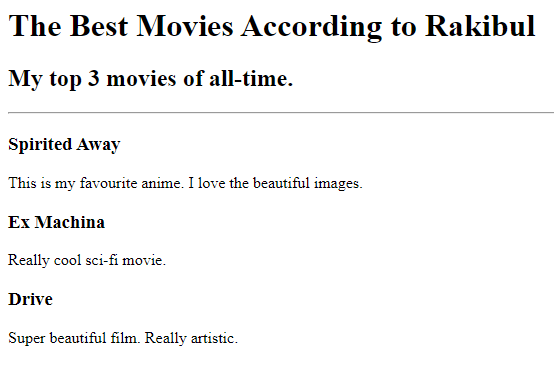 The Best Movies According to Rakibul
My top 3 movies of all-time.
Spirited Away
This is my favourite anime. I love the beautiful images.
Ex Machina
Really cool sci-fi movie.
Drive
Super beautiful film. Really artistic.